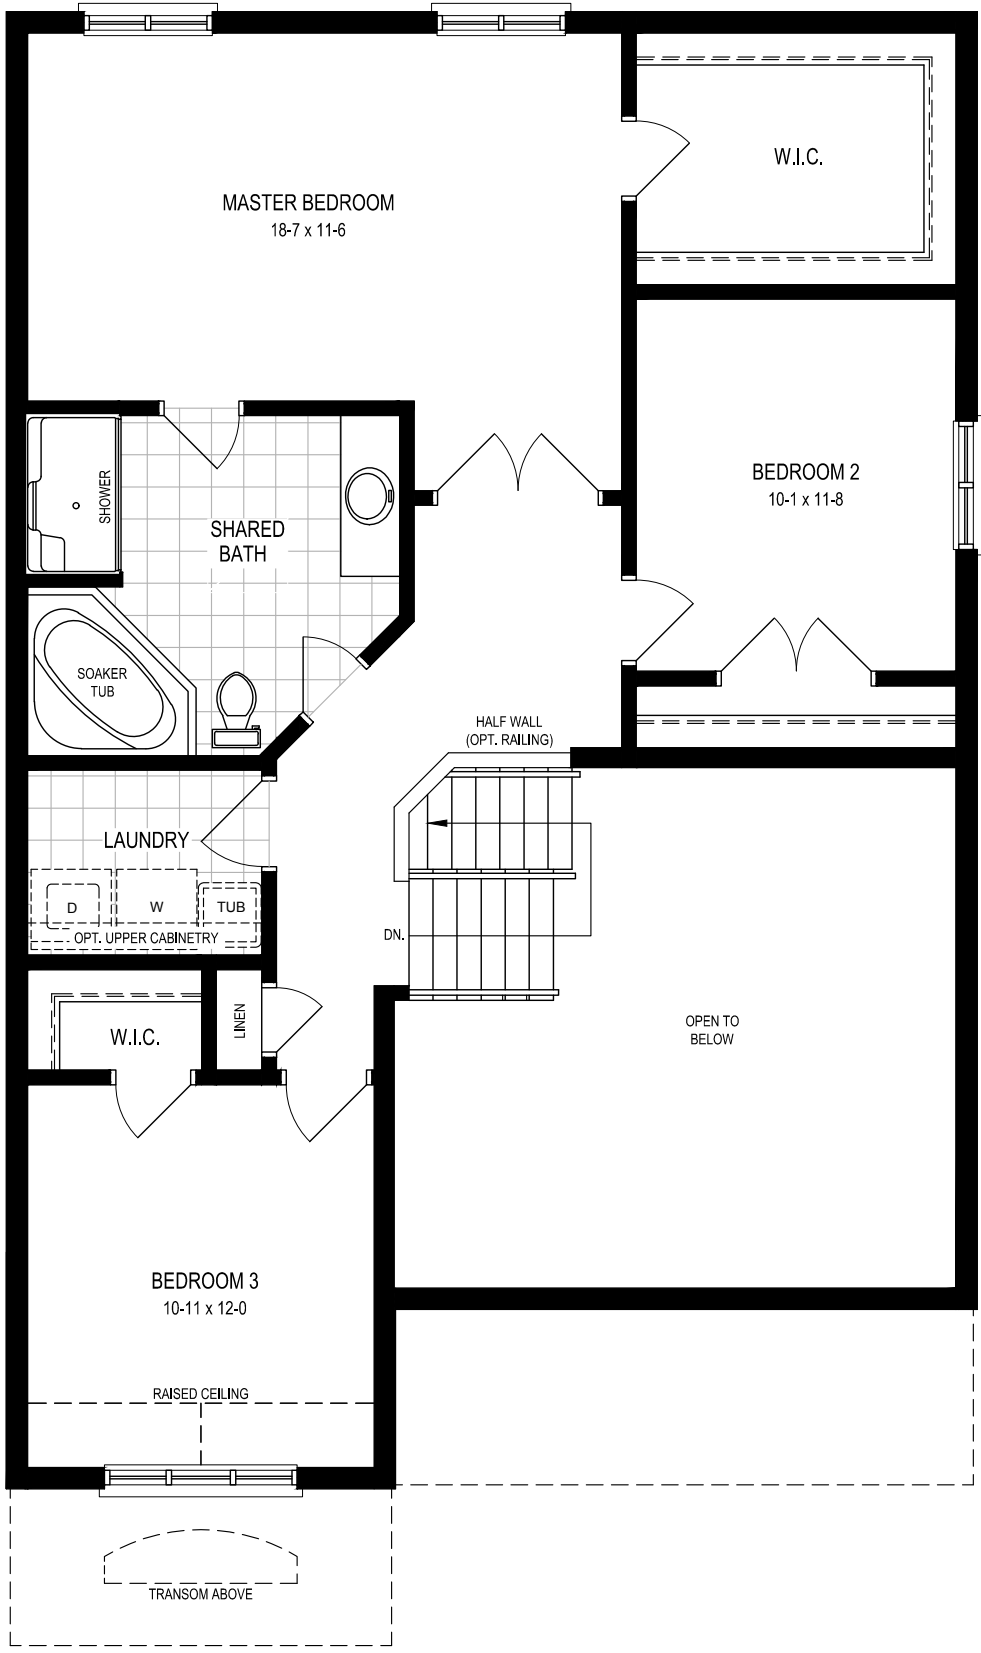 W.I.C.
MASTER BEDROOM
18-7 x 11-6
BEDROOM 2
10-1 x 11-8
SHOWER
SHARED
BATH
SOAKER
TUB
HALF WALL
(OPT. RAILING)
LAUNDRY
D
W
TUB
OPT. UPPER CABINETRY
DN.
LINEN
W.I.C.
OPEN TO
BELOW
BEDROOM 3
10-11 x 12-0
RAISED CEILING
TRANSOM ABOVE